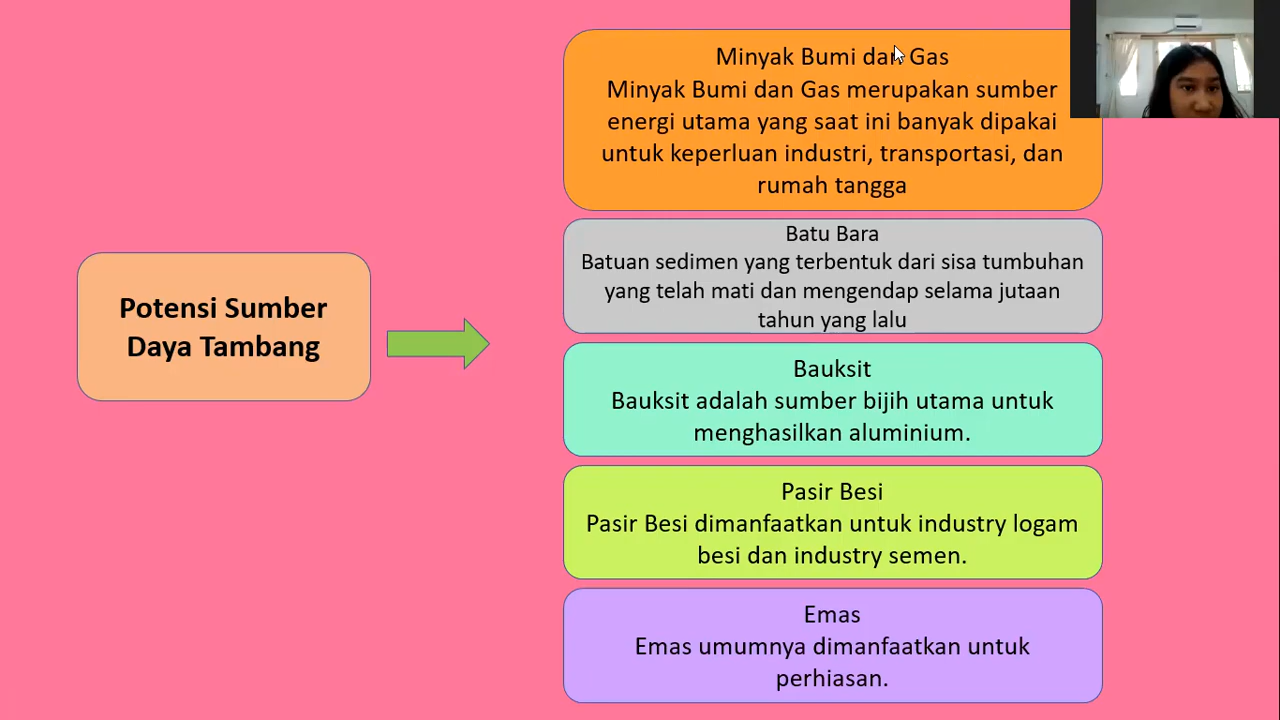 Potensi Sumber
Daya Tambang
Minyak Bumi dan Gas
Minyak Bumi dan Gas merupakan sumber
energi utama yang saat ini banyak dipakai
untuk keperluan industri, transportasi, dan
rumah tangga
Batu Bara
Batuan sedimen yang terbentuk dari sisa tumbuhan
yang telah mati dan mengendap selama jutaan
tahun yang lalu
Bauksit
Bauksit adalah sumber bijih utama untuk
menghasilkan aluminium.
Pasir Besi
Pasir Besi dimanfaatkan untuk industry logam
besi dan industry semen.
Emas
Emas umumnya dimanfaatkan untuk
perhiasan.